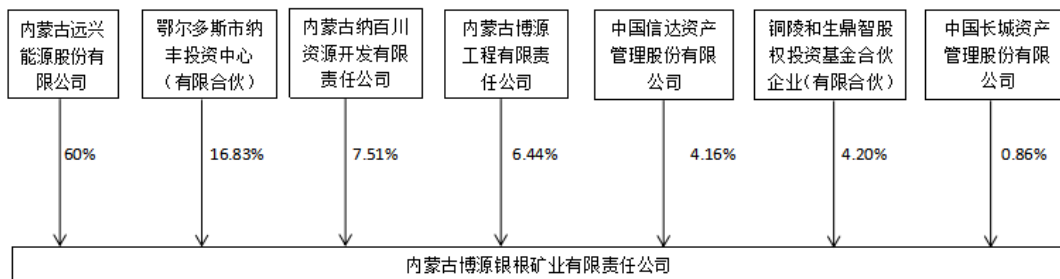 内蒙古远兴
能源股份有
限公司
鄂尔多斯市纳
丰投资中心
（有限合伙）
内蒙古纳百川
资源开发有限
责任公司
内蒙古博源
工程有限责
任公司
中国信达资产
管理股份有限
公司
铜陵和生鼎智股
权投资基金合伙
企业(有限合伙)
中国长城资产
管理股份有限
公司
60%
16.83%
7.51%
6.44%
4.16%
4.20%
0.86%
内蒙古博源银根矿业有限责任公司